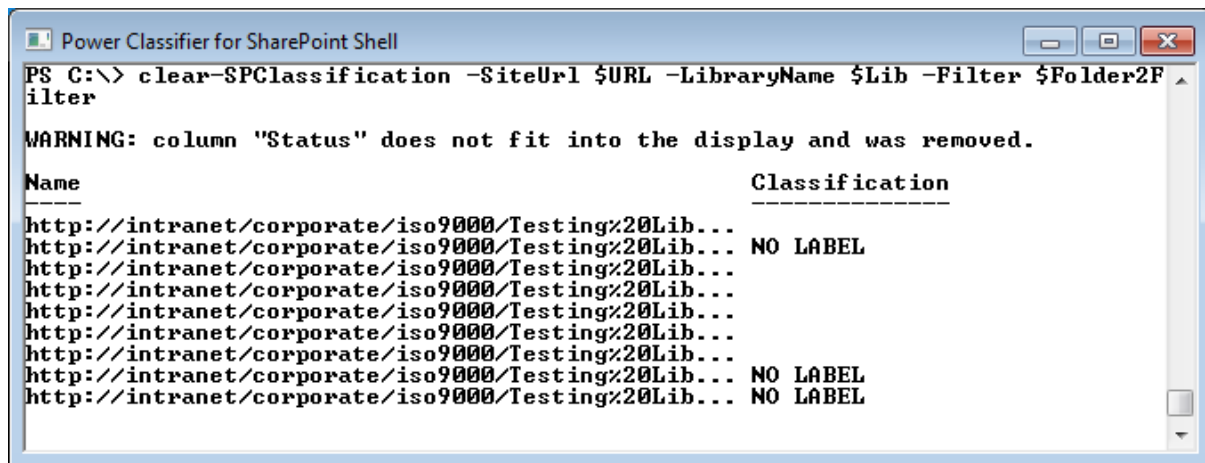 Power Classifier for SharePoint Shell
PS C:\> clear-SPClassification -SiteUrl $URL -LibraryName $Lib -Filter $Folder2F
ilter
WARNING: column "Status" does not fit into the display and was removed.
Name Classification
---- --------------
http://intranet/corporate/iso9000/Testing%20Lib...
http://intranet/corporate/iso9000/Testing%20Lib... NO LABEL
http://intranet/corporate/iso9000/Testing%20Lib...
http://intranet/corporate/iso9000/Testing%20Lib...
http://intranet/corporate/iso9000/Testing%20Lib...
http://intranet/corporate/iso9000/Testing%20Lib...
http://intranet/corporate/iso9000/Testing%20Lib...
http://intranet/corporate/iso9000/Testing%20Lib... NO LABEL
http://intranet/corporate/iso9000/Testing%20Lib... NO LABEL